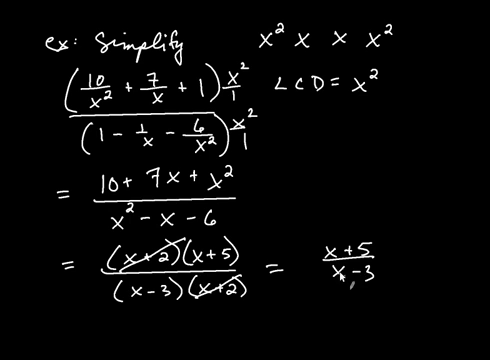 ex: Simplify x² x x x²
(10/x² + 7/x + 1) x²/1 LCD = x²
(1 - 1/x - 6/x²) x²/1
= (10 + 7x + x²)/(x² - x - 6)
= (x+2)(x+5)/(x-3)(x+2) = (x+5)/(x-3)